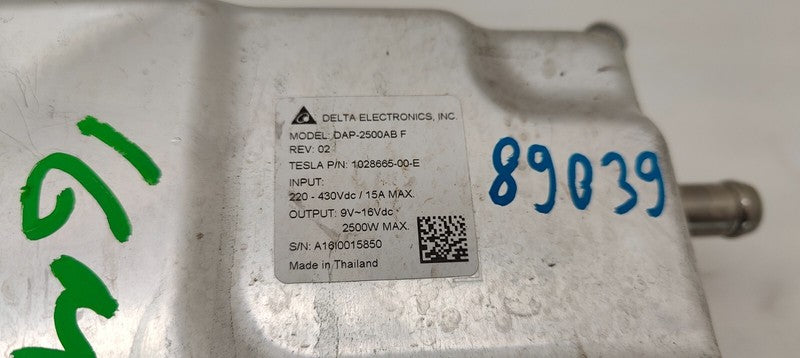 DELTA ELECTRONICS, INC.
MODEL: DAP-2500AB F
REV: 02
TESLA P/N: 1028665-00-E
INPUT:
220 - 430Vdc / 15A MAX.
OUTPUT: 9V~16Vdc
2500W MAX.
S/N: A16I0015850
Made in Thailand
89039